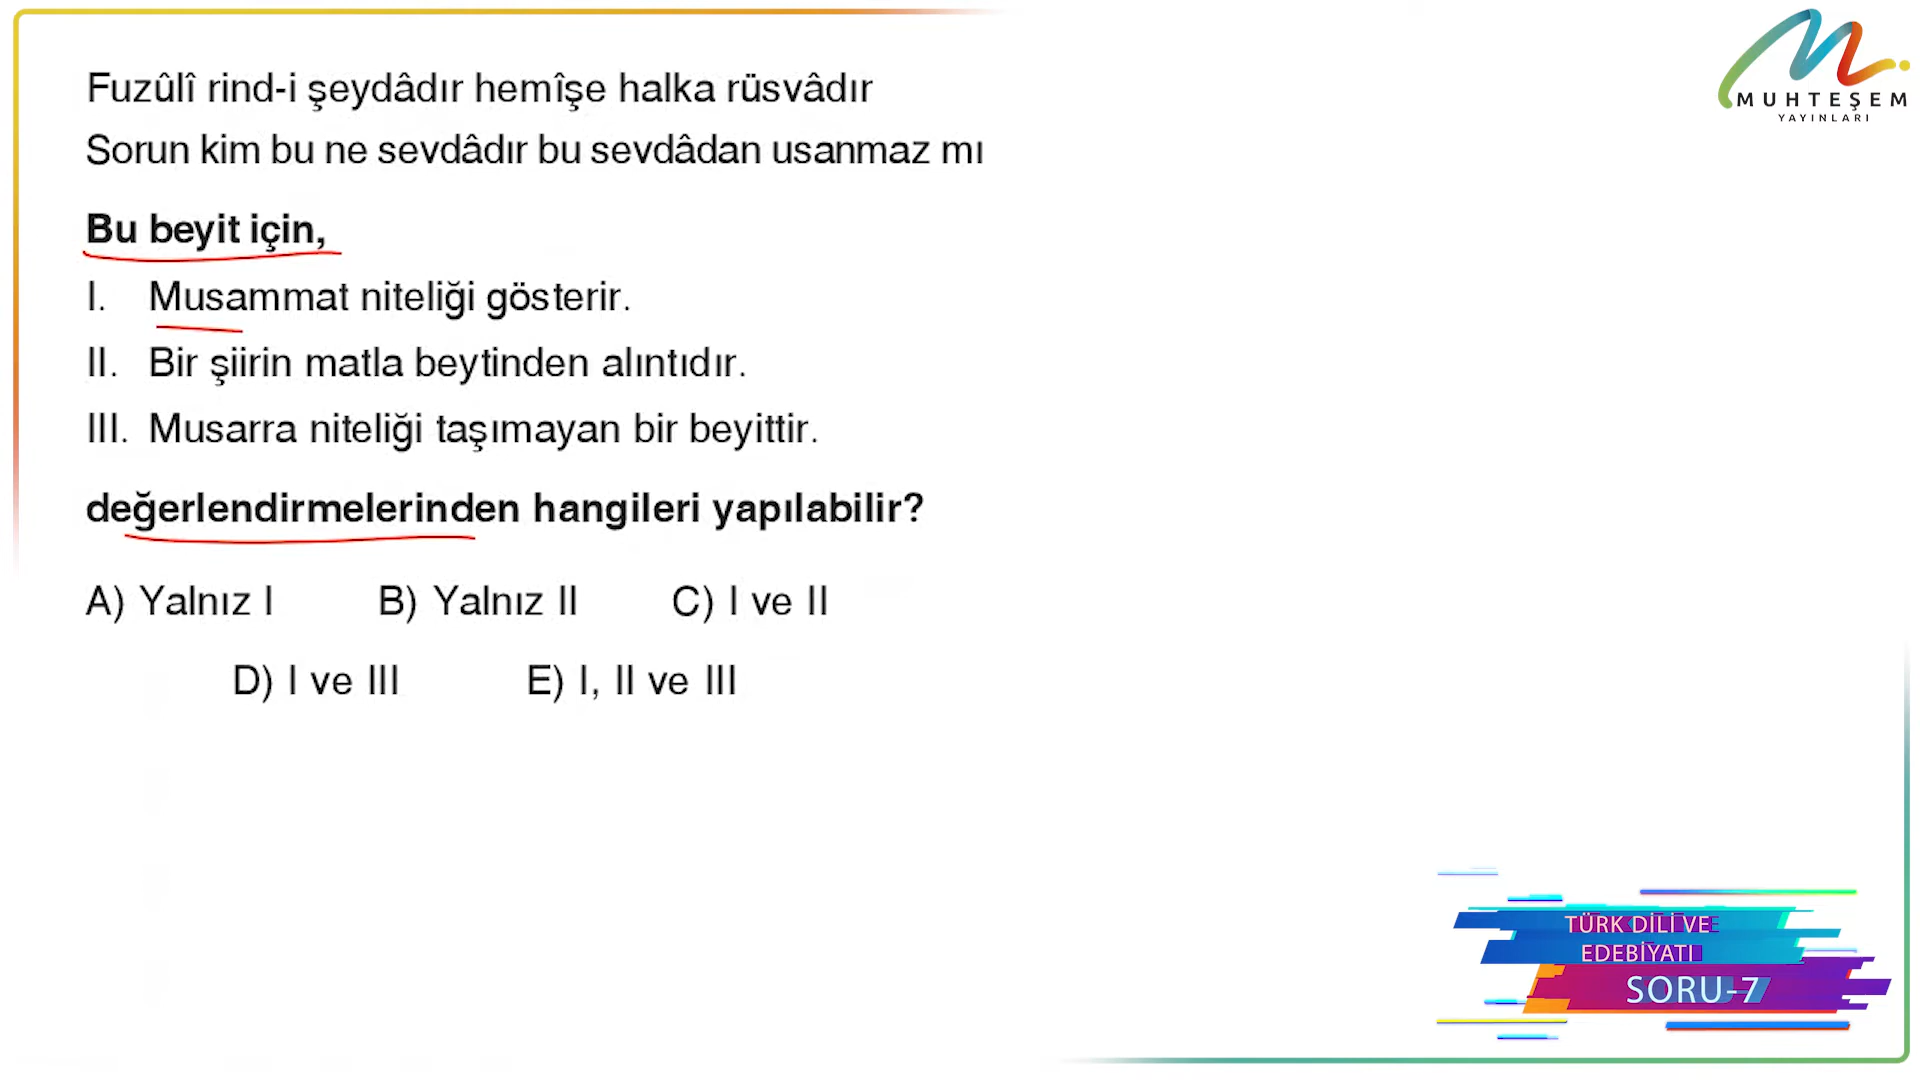 MUHTEŞEM
YAYINLARI
Fuzûlî rind-i şeydâdır hemîşe halka rüsvâdır
Sorun kim bu ne sevdâdır bu sevdâdan usanmaz mı
Bu beyit için,
I. Musammat niteliği gösterir.
II. Bir şiirin matla beytinden alıntıdır.
III. Musarra niteliği taşımayan bir beyittir.
değerlendirmelerinden hangileri yapılabilir?
A) Yalnız I B) Yalnız II C) I ve II
D) I ve III E) I, II ve III
TÜRK DİLİ VE
EDEBİYATI
SORU-7